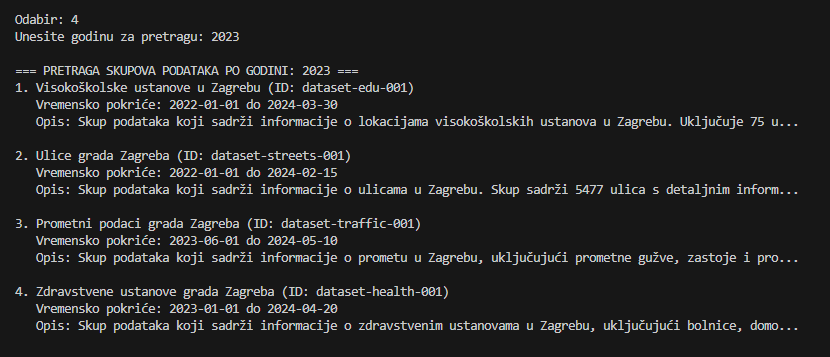 Odabir: 4
Unesite godinu za pretragu: 2023
=== PRETRAGA SKUPOVA PODATAKA PO GODINI: 2023 ===
1. Visokoškolske ustanove u Zagrebu (ID: dataset-edu-001)
Vremensko pokriće: 2022-01-01 do 2024-03-30
Opis: Skup podataka koji sadrži informacije o lokacijama visokoškolskih ustanova u Zagrebu. Uključuje 75 u...
2. Ulice grada Zagreba (ID: dataset-streets-001)
Vremensko pokriće: 2022-01-01 do 2024-02-15
Opis: Skup podataka koji sadrži informacije o ulicama u Zagrebu. Skup sadrži 5477 ulica s detaljnim inform...
3. Prometni podaci grada Zagreba (ID: dataset-traffic-001)
Vremensko pokriće: 2023-06-01 do 2024-05-10
Opis: Skup podataka koji sadrži informacije o prometu u Zagrebu, uključujući prometne gužve, zastoje i pro...
4. Zdravstvene ustanove grada Zagreba (ID: dataset-health-001)
Vremensko pokriće: 2023-01-01 do 2024-04-20
Opis: Skup podataka koji sadrži informacije o zdravstvenim ustanovama u Zagrebu, uključujući bolnice, domo...